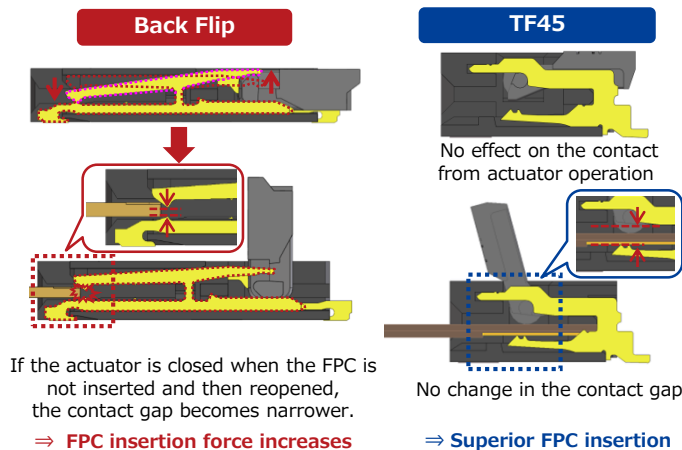 Back Flip
TF45
No effect on the contact
from actuator operation
If the actuator is closed when the FPC is
not inserted and then reopened,
the contact gap becomes narrower.
⇒ FPC insertion force increases
No change in the contact gap
⇒ Superior FPC insertion